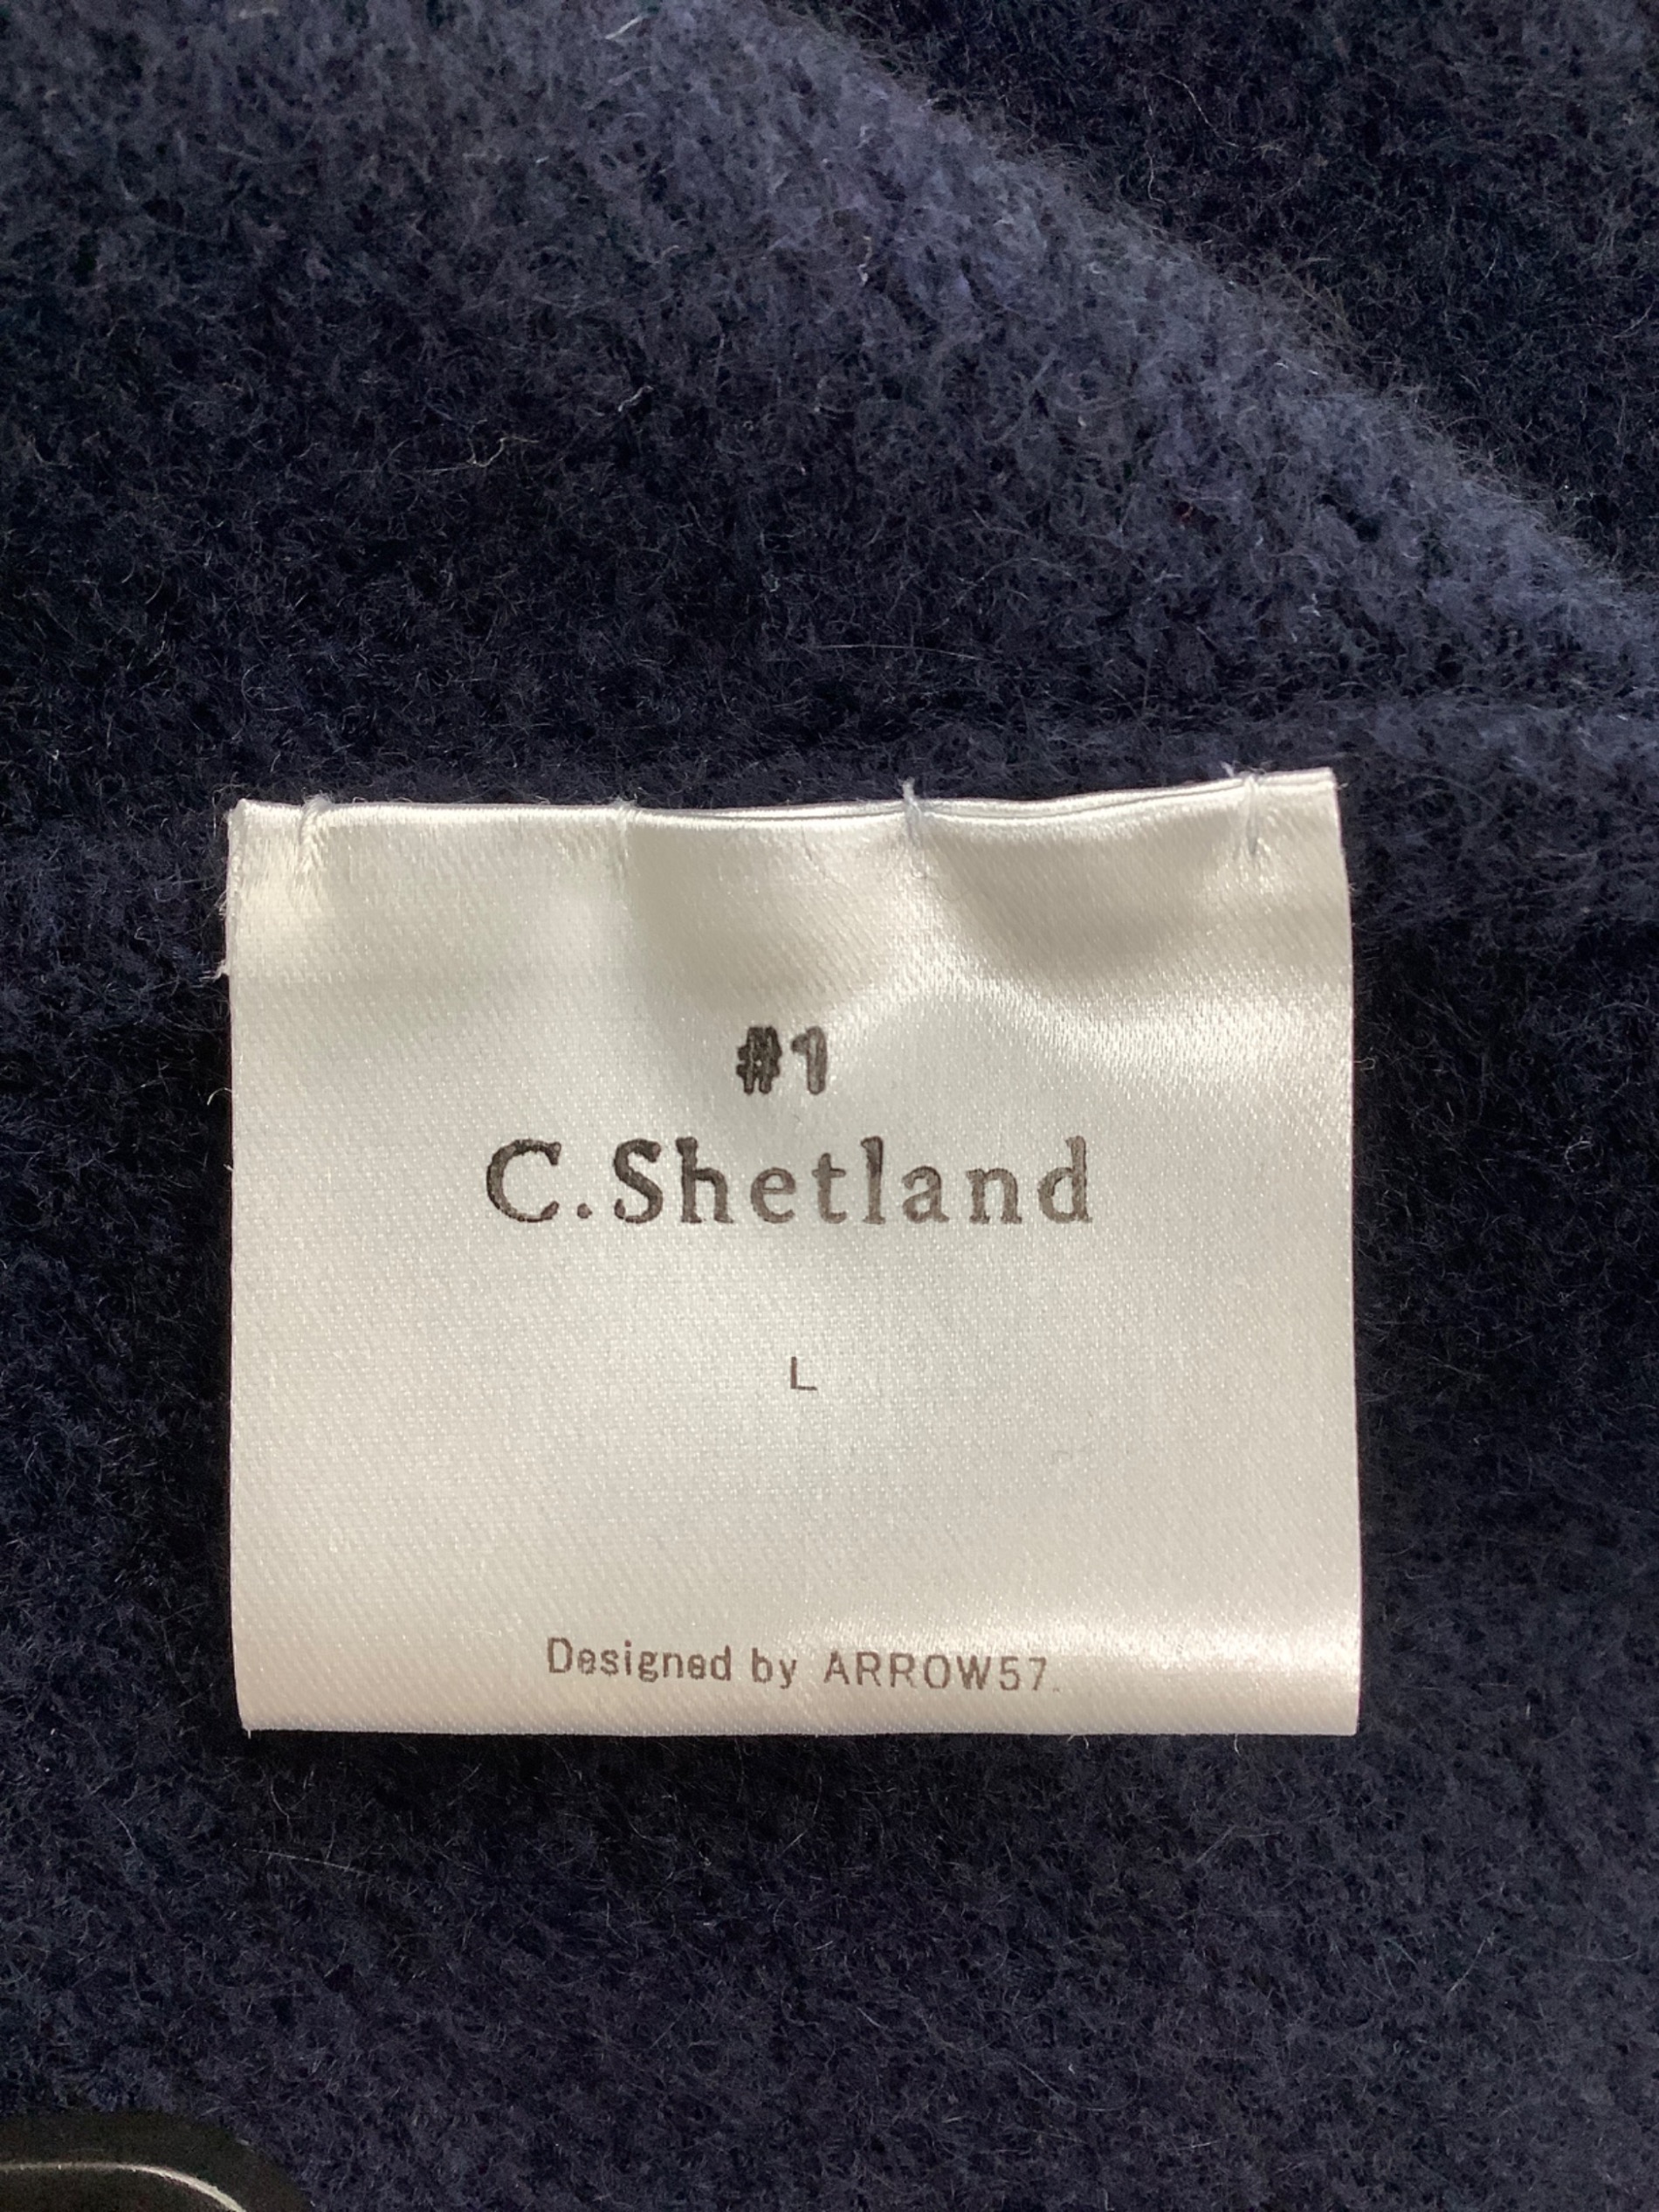 #1
C.Shetland
L
Designed by ARROW57.